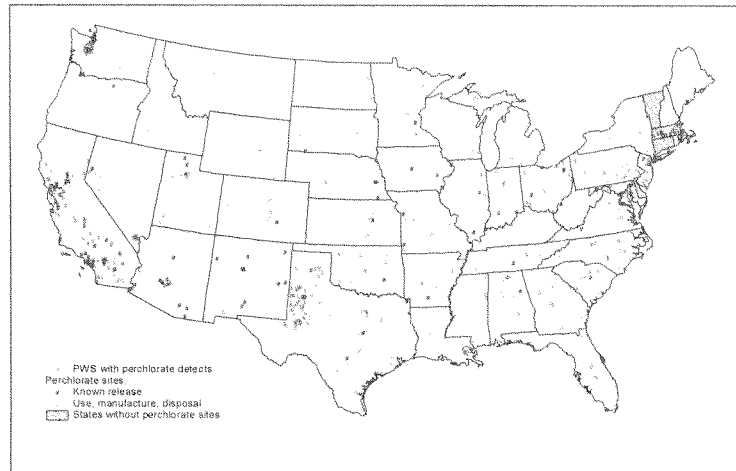 PWS with perchlorate detects
Perchlorate sites
Known release
Use, manufacture, disposal
States without perchlorate sites